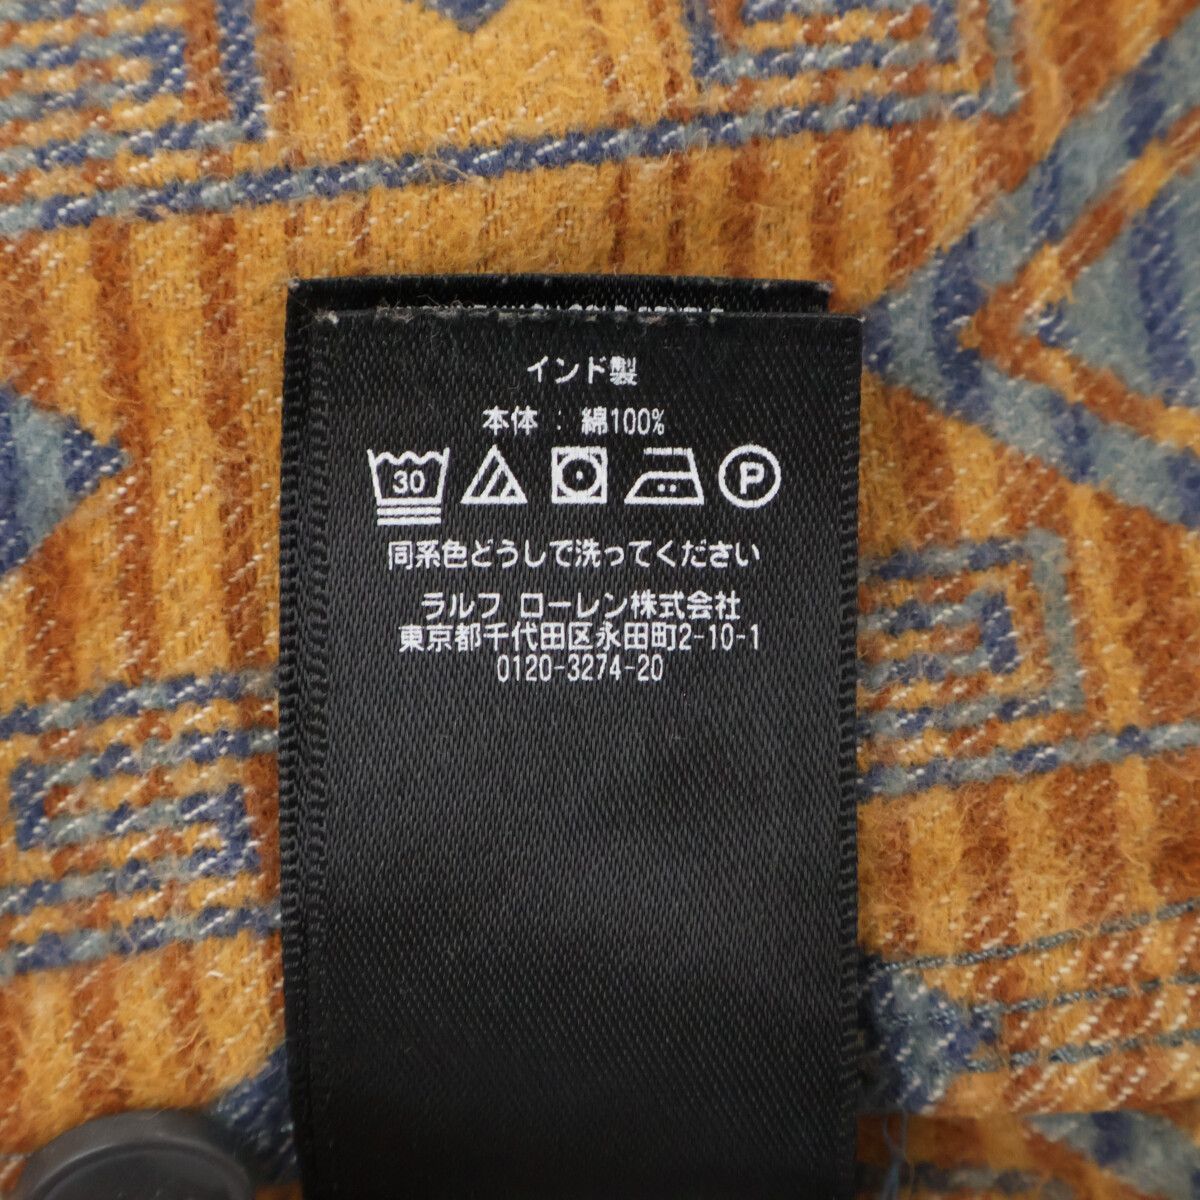 インド製
本体 : 綿100%
30 P
同系色どうしで洗ってください
ラルフ ローレン株式会社
東京都千代田区永田町2-10-1
0120-3274-20